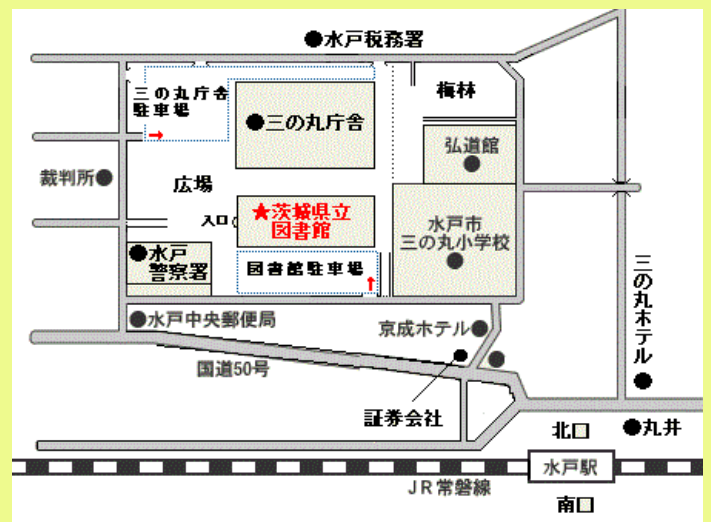 ●水戸税務署
三の丸庁舎
駐車場
→
梅林
●三の丸庁舎
弘道館
●
裁判所●
広場
入口
★茨城県立
図書館
水戸市
三の丸小学校
●
●水戸
警察署
図書館駐車場
↑
三の丸ホテル
●
●水戸中央郵便局
京成ホテル●
国道50号
証券会社
北口
●丸井
水戸駅
JR常磐線
南口